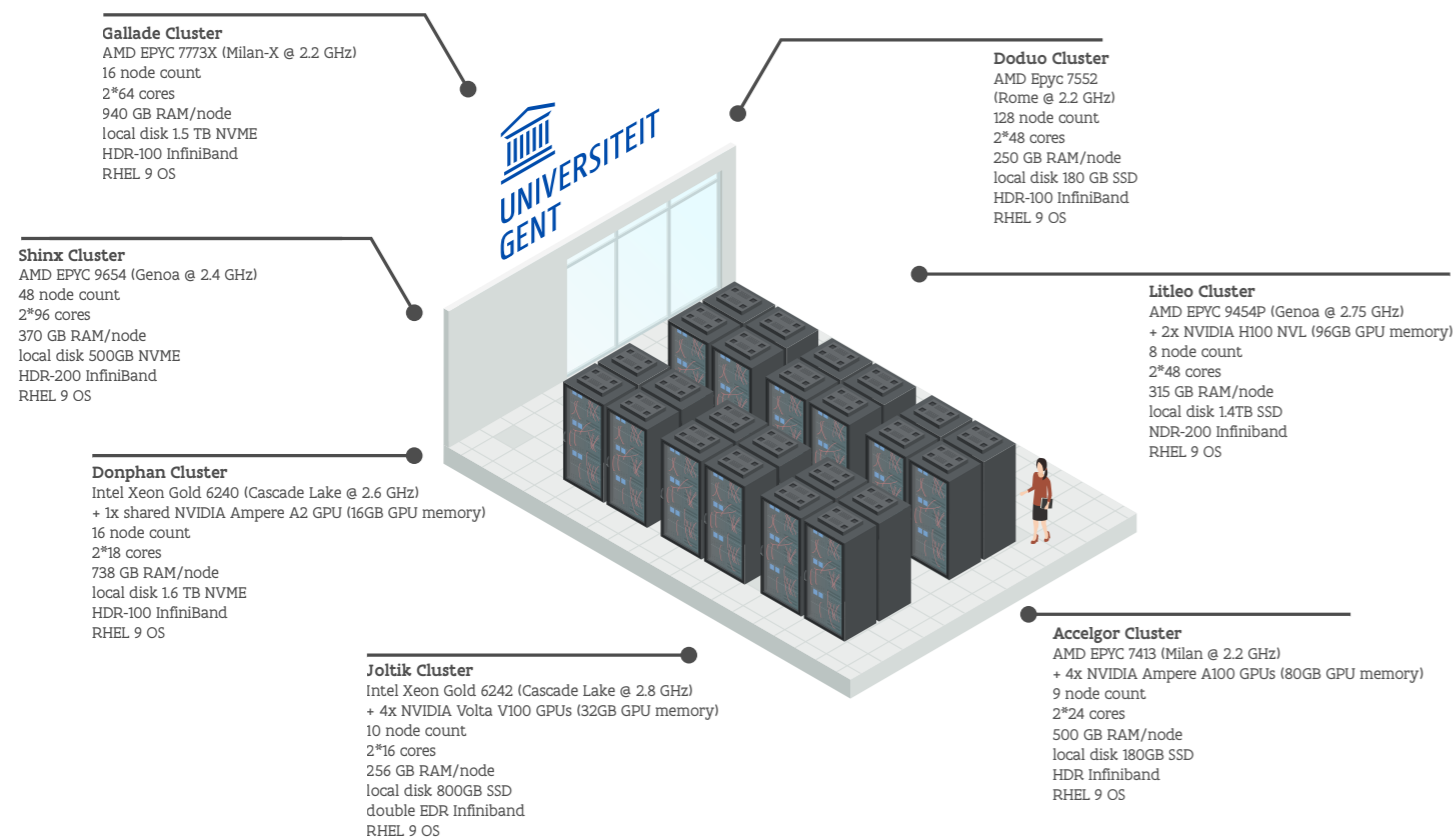 Gallade Cluster
AMD EPYC 7773X (Milan-X @ 2.2 GHz)
16 node count
2*64 cores
940 GB RAM/node
local disk 1.5 TB NVME
HDR-100 InfiniBand
RHEL 9 OS
UNIVERSITEIT
GENT
Doduo Cluster
AMD Epyc 7552
(Rome @ 2.2 GHz)
128 node count
2*48 cores
250 GB RAM/node
local disk 180 GB SSD
HDR-100 InfiniBand
RHEL 9 OS
Shinx Cluster
AMD EPYC 9654 (Genoa @ 2.4 GHz)
48 node count
2*96 cores
370 GB RAM/node
local disk 500GB NVME
HDR-200 InfiniBand
RHEL 9 OS
Litleo Cluster
AMD EPYC 9454P (Genoa @ 2.75 GHz)
+ 2x NVIDIA H100 NVL (96GB GPU memory)
8 node count
2*48 cores
315 GB RAM/node
local disk 1.4TB SSD
NDR-200 Infiniband
RHEL 9 OS
Donphan Cluster
Intel Xeon Gold 6240 (Cascade Lake @ 2.6 GHz)
+ 1x shared NVIDIA Ampere A2 GPU (16GB GPU memory)
16 node count
2*18 cores
738 GB RAM/node
local disk 1.6 TB NVME
HDR-100 InfiniBand
RHEL 9 OS
Joltik Cluster
Intel Xeon Gold 6242 (Cascade Lake @ 2.8 GHz)
+ 4x NVIDIA Volta V100 GPUs (32GB GPU memory)
10 node count
2*16 cores
256 GB RAM/node
local disk 800GB SSD
double EDR Infiniband
RHEL 9 OS
Accelgor Cluster
AMD EPYC 7413 (Milan @ 2.2 GHz)
+ 4x NVIDIA Ampere A100 GPUs (80GB GPU memory)
9 node count
2*24 cores
500 GB RAM/node
local disk 180GB SSD
HDR Infiniband
RHEL 9 OS